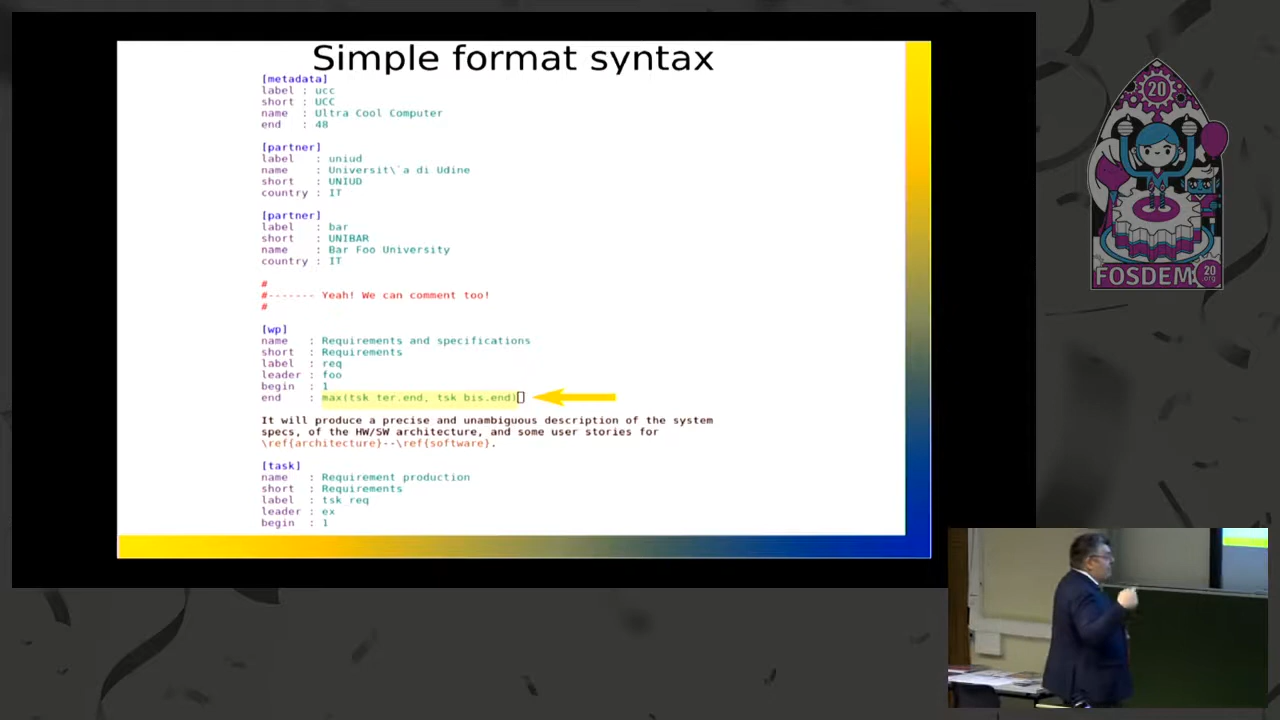 Simple format syntax
[metadata]
label : ucc
short : UCC
name : Ultra Cool Computer
end : 48
[partner]
label : uniud
name : Universit\`a di Udine
short : UNIUD
country : IT
[partner]
label : bar
short : UNIBAR
name : Bar Foo University
country : IT
#
#------- Yeah! We can comment too!
#
[wp]
name : Requirements and specifications
short : Requirements
label : req
leader : foo
begin : 1
end : max(tsk ter.end, tsk bis.end)
It will produce a precise and unambiguous description of the system
specs, of the HW/SW architecture, and some user stories for
\ref{architecture}--\ref{software}.
[task]
name : Requirement production
short : Requirements
label : tsk req
leader : ex
begin : 1
20
FOSDEM 20
.org